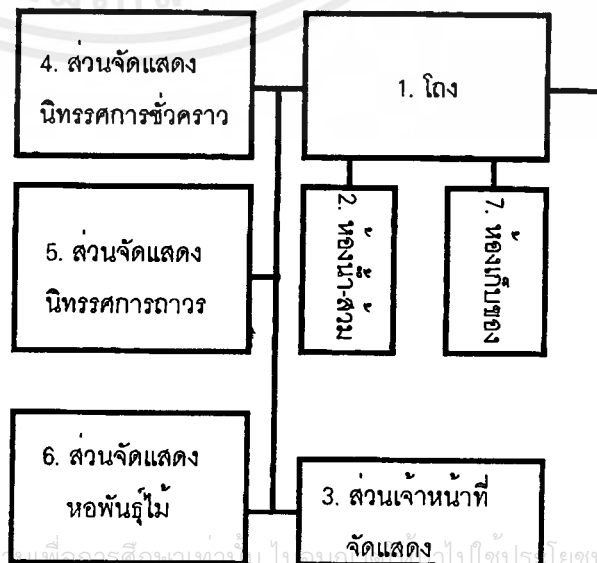 4. ส่วนจัดแสดง
นิทรรศการชั่วคราว
1. โถง
5. ส่วนจัดแสดง
นิทรรศการถาวร
2. ห้องน้ำ-ส้วม
7. ห้องเก็บของ
6. ส่วนจัดแสดง
หอพันธุ์ไม้
3. ส่วนเจ้าหน้าที่
จัดแสดง